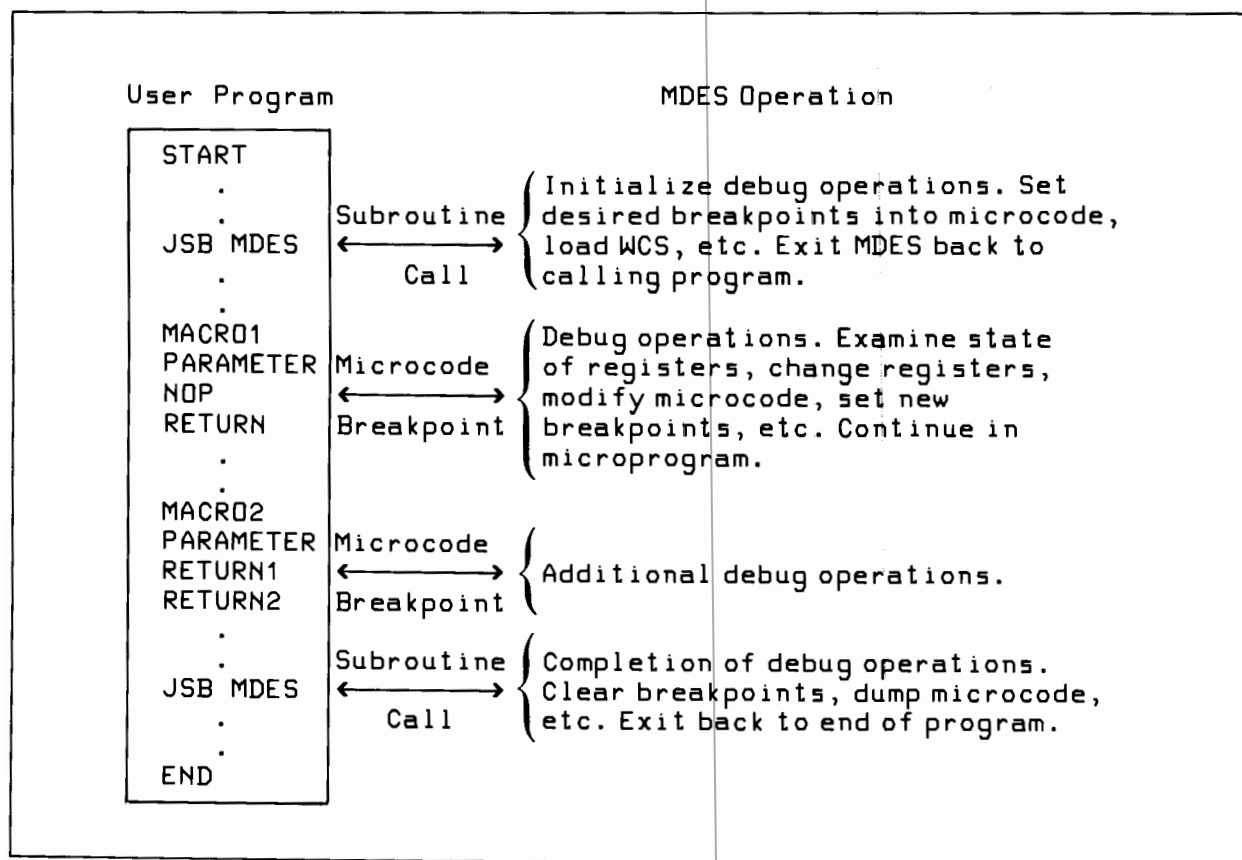 User Program MDES Operation
START
.
. Subroutine Initialize debug operations. Set
JSB MDES desired breakpoints into microcode,
. Call load WCS, etc. Exit MDES back to
. calling program.
MACRO1 Debug operations. Examine state
PARAMETER Microcode of registers, change registers,
NOP modify microcode, set new
RETURN Breakpoint breakpoints, etc. Continue in
. microprogram.
.
MACRO2
PARAMETER Microcode
RETURN1 Additional debug operations.
RETURN2 Breakpoint
.
. Subroutine Completion of debug operations.
JSB MDES Clear breakpoints, dump microcode,
. Call etc. Exit back to end of program.
.
END